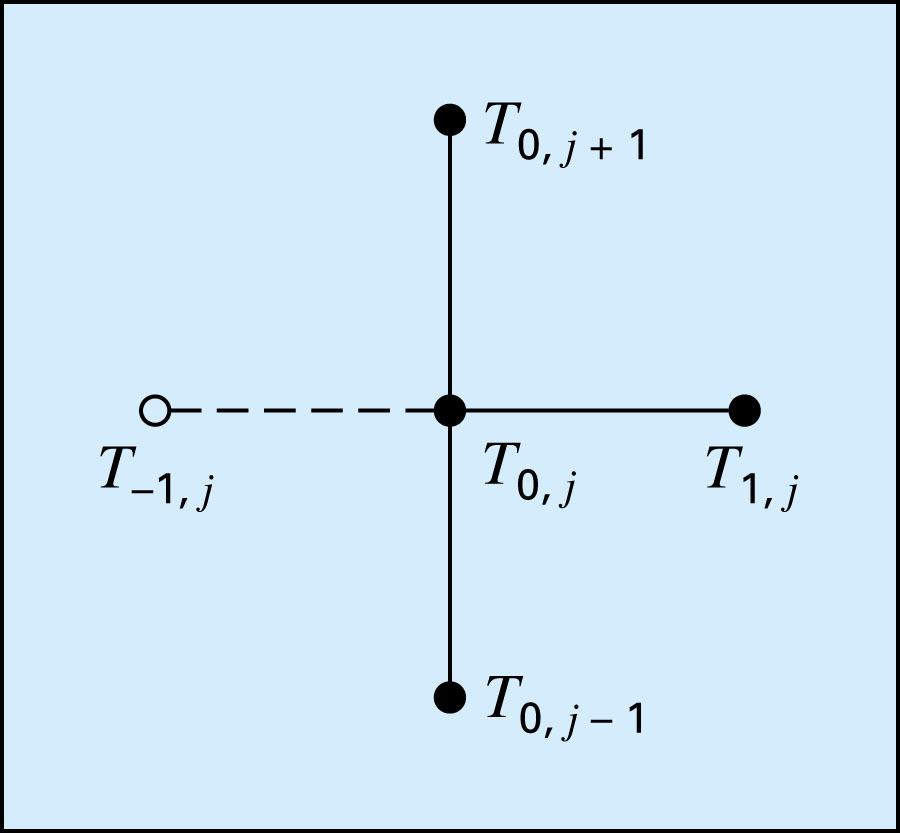 T0, j + 1
T−1, j
T0, j
T1, j
T0, j − 1